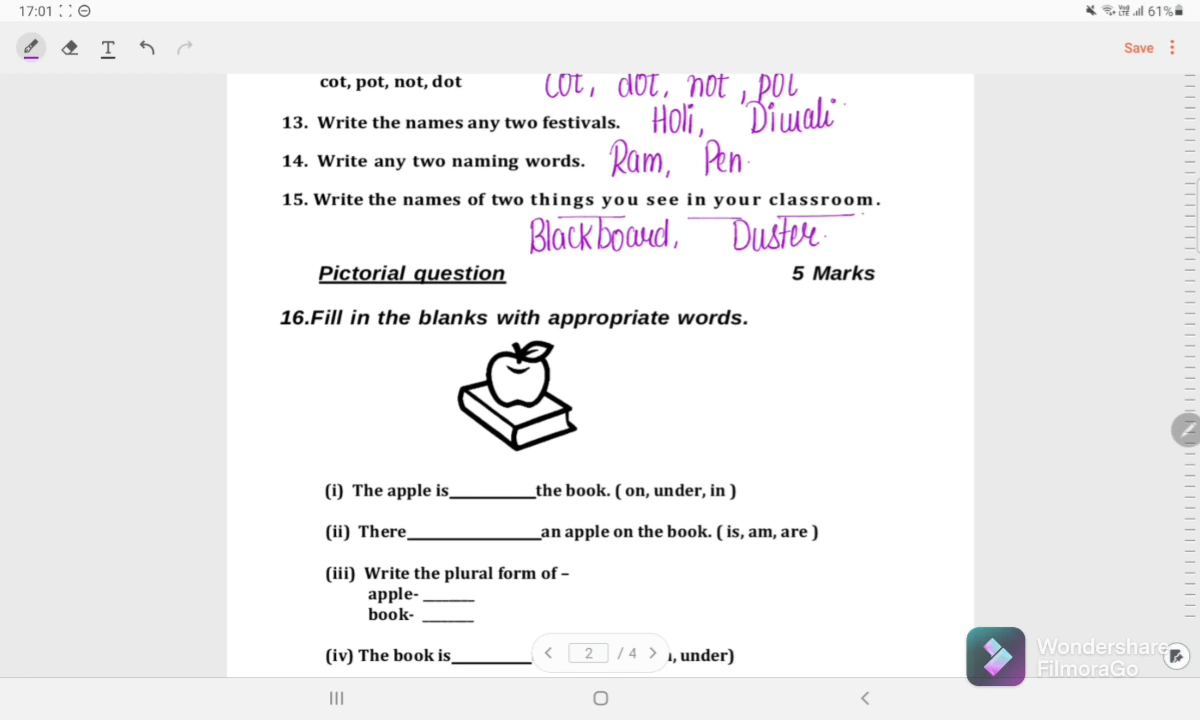 17:01 61%
T Save
cot, pot, not, dot cot, dot, not, pot
13. Write the names any two festivals. Holi, Diwali
14. Write any two naming words. Ram, Pen.
15. Write the names of two things you see in your classroom.
Blackboard, Duster.
Pictorial question 5 Marks
16.Fill in the blanks with appropriate words.
(i) The apple is_________the book. ( on, under, in )
(ii) There______________an apple on the book. ( is, am, are )
(iii) Write the plural form of –
apple- ______
book- ______
(iv) The book is________ , under)
2 / 4
Wondershare
FilmoraGo